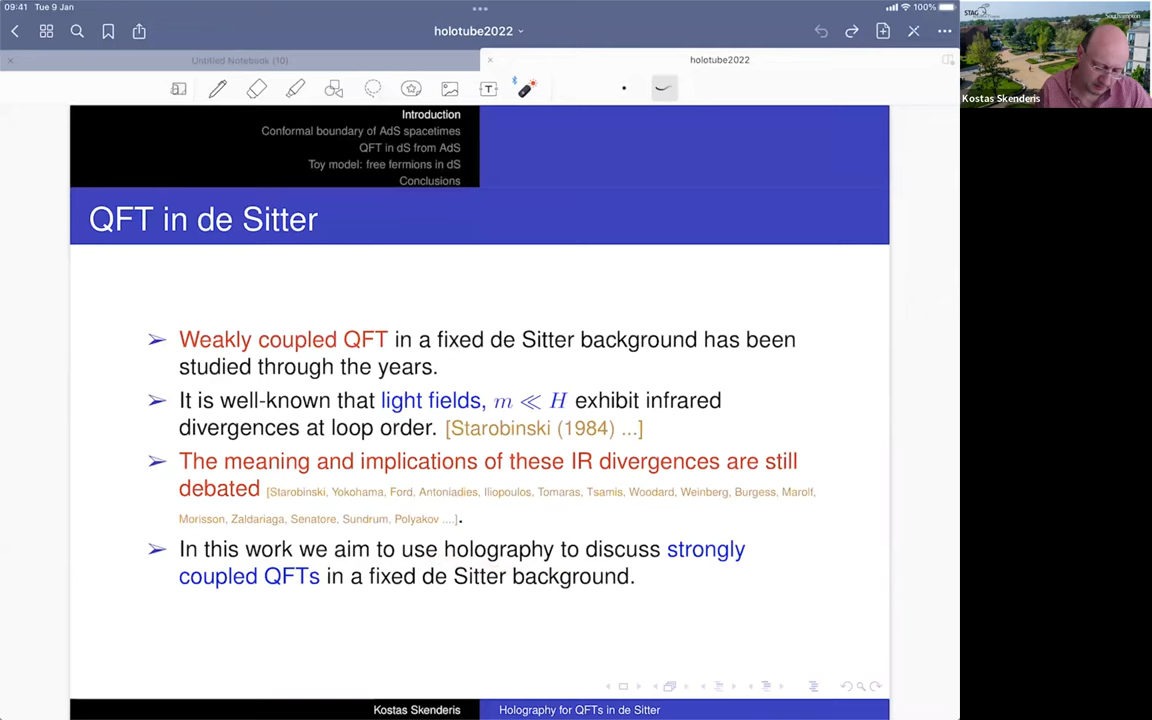 09:41 Tue 9 Jan
100%
holotube2022
Untitled Notebook (10)
holotube2022
STAG
Southampton
Kostas Skenderis
Introduction
Conformal boundary of AdS spacetimes
QFT in dS from AdS
Toy model: free fermions in dS
Conclusions
QFT in de Sitter
➢ Weakly coupled QFT in a fixed de Sitter background has been
studied through the years.
➢ It is well-known that light fields, m ≪ H exhibit infrared
divergences at loop order. [Starobinski (1984) ...]
➢ The meaning and implications of these IR divergences are still
debated [Starobinski, Yokohama, Ford, Antoniadies, Iliopoulos, Tomaras, Tsamis, Woodard, Weinberg, Burgess, Marolf,
Morisson, Zaldariaga, Senatore, Sundrum, Polyakov ....].
➢ In this work we aim to use holography to discuss strongly
coupled QFTs in a fixed de Sitter background.
Kostas Skenderis
Holography for QFTs in de Sitter